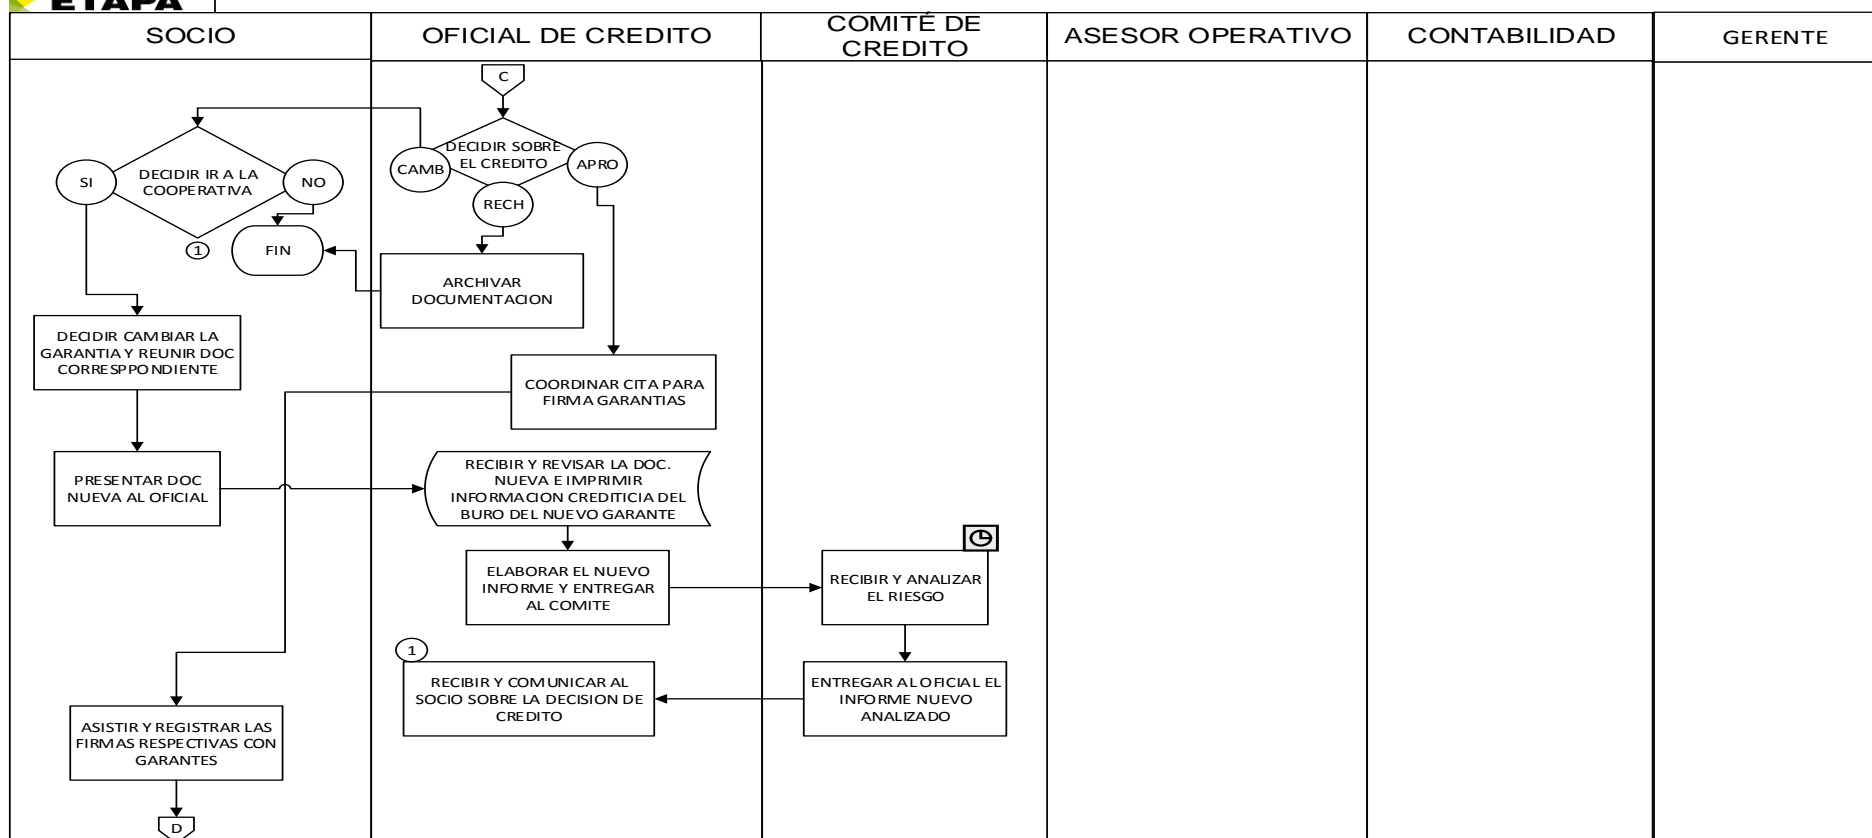 ETAPA
SOCIO
OFICIAL DE CREDITO
COMITÉ DE
CREDITO
ASESOR OPERATIVO
CONTABILIDAD
GERENTE
C
DECIDIR SOBRE
EL CREDITO
CAMB
APRO
RECH
DECIDIR IR A LA
COOPERATIVA
SI
NO
1
FIN
ARCHIVAR
DOCUMENTACION
DECIDIR CAMBIAR LA
GARANTIA Y REUNIR DOC
CORRESPPONDIENTE
COORDINAR CITA PARA
FIRMA GARANTIAS
PRESENTAR DOC
NUEVA AL OFICIAL
RECIBIR Y REVISAR LA DOC.
NUEVA E IMPRIMIR
INFORMACION CREDITICIA DEL
BURO DEL NUEVO GARANTE
ELABORAR EL NUEVO
INFORME Y ENTREGAR
AL COMITE
RECIBIR Y ANALIZAR
EL RIESGO
1
RECIBIR Y COMUNICAR AL
SOCIO SOBRE LA DECISION DE
CREDITO
ENTREGAR AL OFICIAL EL
INFORME NUEVO
ANALIZADO
ASISTIR Y REGISTRAR LAS
FIRMAS RESPECTIVAS CON
GARANTES
D